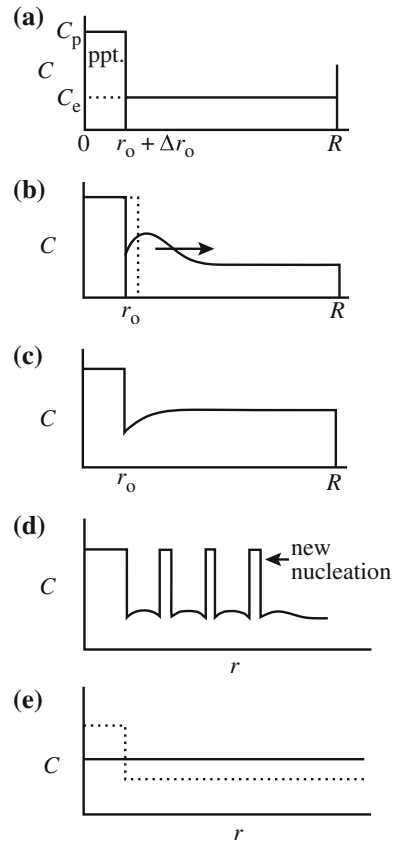 (a)
C_p
ppt.
C
C_e
0
r_o + Δr_o
R
(b)
C
r_o
R
(c)
C
r_o
R
(d)
new
nucleation
C
r
(e)
C
r